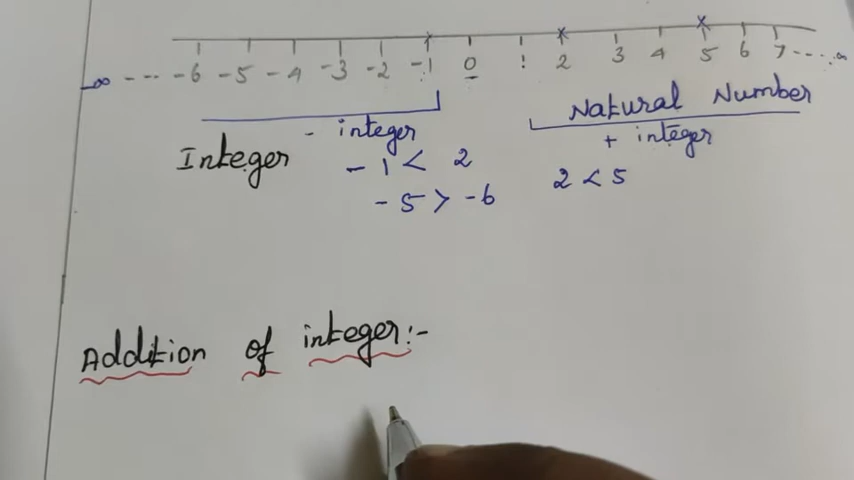 -∞ --- -6 -5 -4 -3 -2 -1 0 1 2 3 4 5 6 7 ----∞
Natural Number
- integer
+ integer
Integer
-1 < 2
2 < 5
-5 > -6
Addition of integer:-